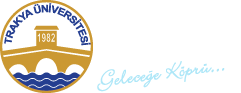 TRAKYA ÜNİVERSİTESİ
1982
Geleceğe Köprü...